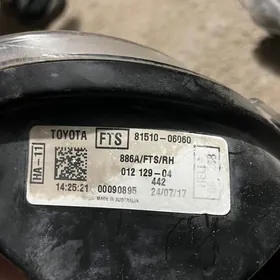 TOYOTA FTS 81510-06060
886A/FTS/RH
HA-11
012 129-04
442
14:25:21 00090895 24/07/17
MADE IN AUSTRALIA